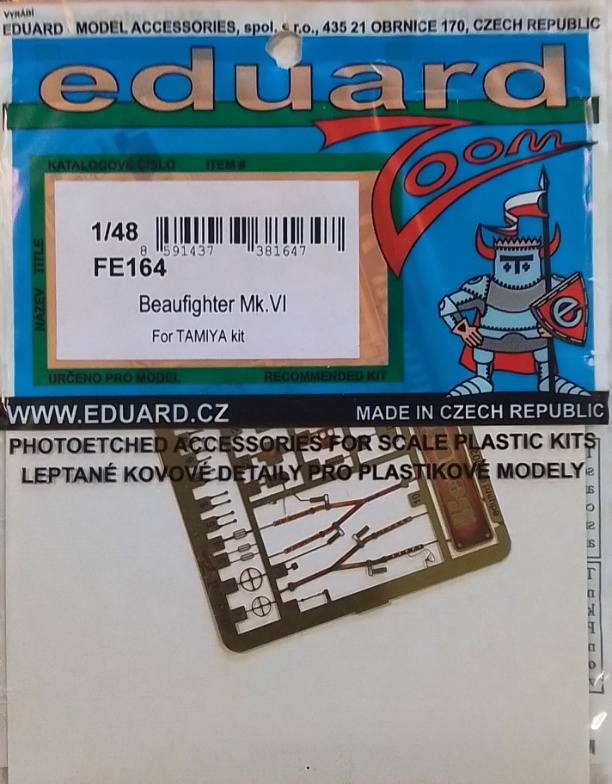 VYRÁBÍ
EDUARD - MODEL ACCESSORIES, spol. s r.o., 435 21 OBRNICE 170, CZECH REPUBLIC
eduard
Zoom
KATALOGOVÉ ČÍSLO ITEM #
NÁZEV TITLE
1/48
8 591437 381647
FE164
Beaufighter Mk.VI
For TAMIYA kit
e
URČENO PRO MODEL RECOMMENDED KIT
WWW.EDUARD.CZ MADE IN CZECH REPUBLIC
PHOTOETCHED ACCESSORIES FOR SCALE PLASTIC KITS
LEPTANÉ KOVOVÉ DETAILY PRO PLASTIKOVÉ MODELY